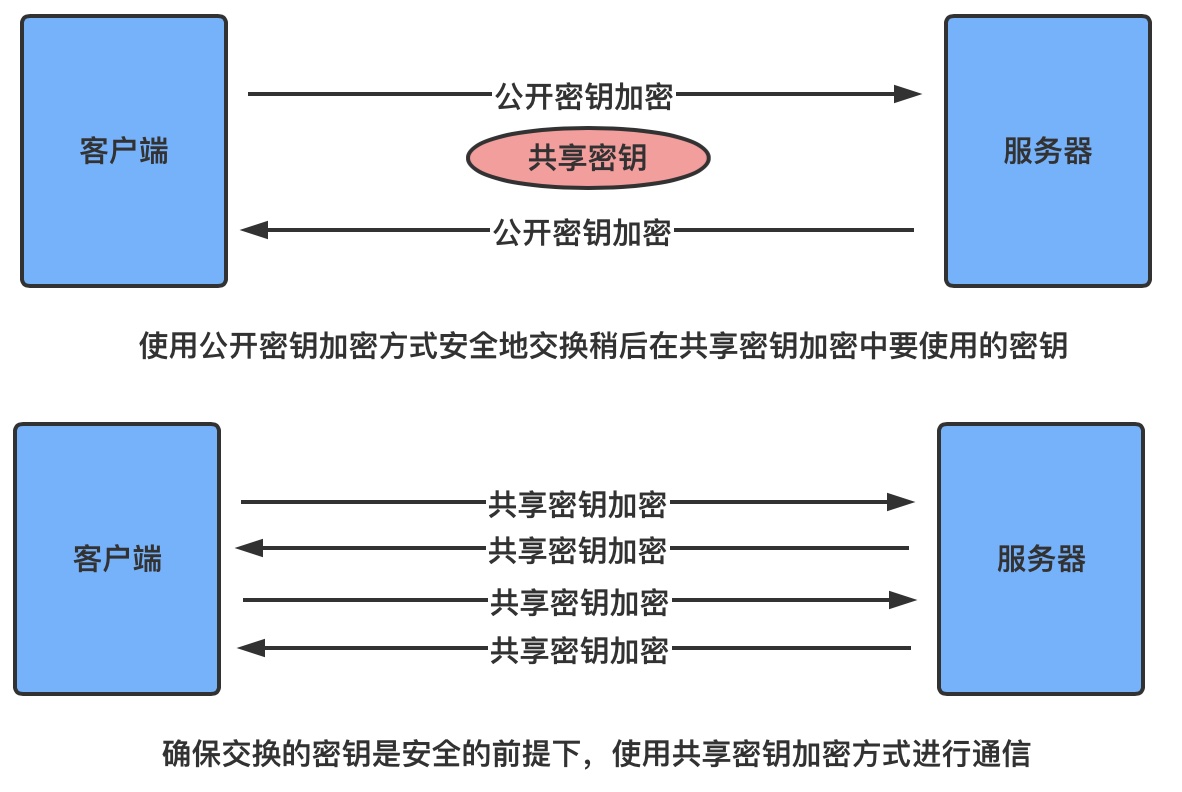 公开密钥加密
客户端
共享密钥
服务器
公开密钥加密
使用公开密钥加密方式安全地交换稍后在共享密钥加密中要使用的密钥
共享密钥加密
共享密钥加密
客户端
服务器
共享密钥加密
共享密钥加密
确保交换的密钥是安全的前提下，使用共享密钥加密方式进行通信